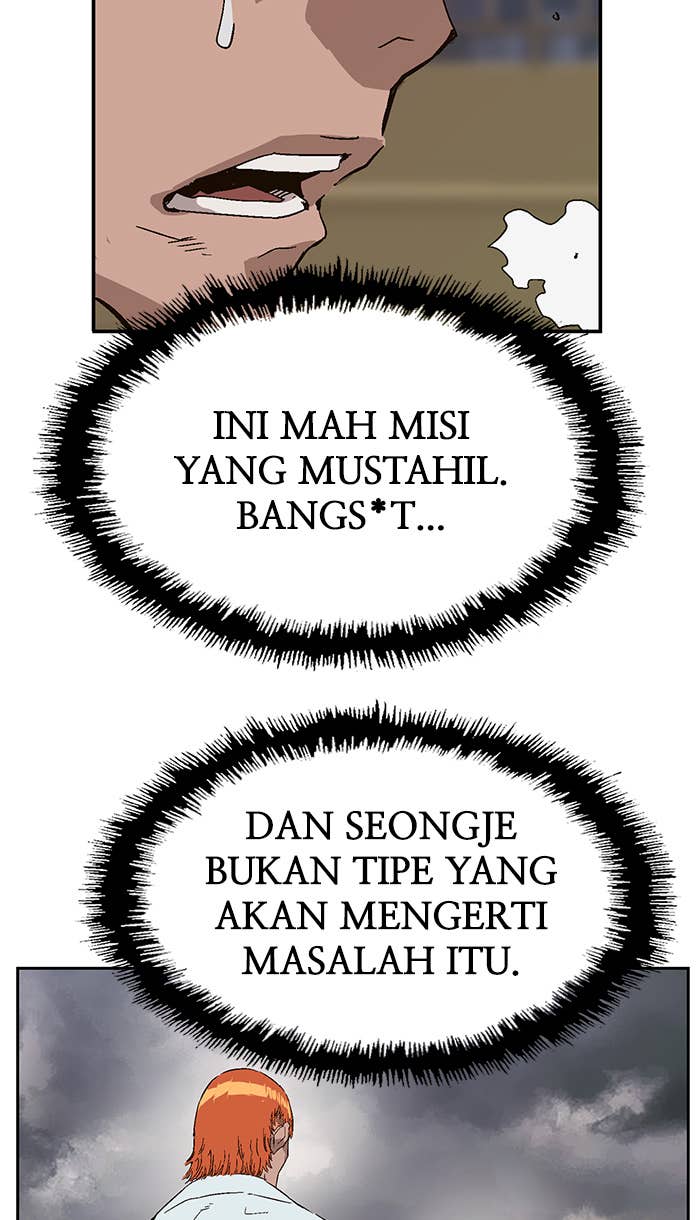 INI MAH MISI
YANG MUSTAHIL.
BANGS*T...
DAN SEONGJE
BUKAN TIPE YANG
AKAN MENGERTI
MASALAH ITU.